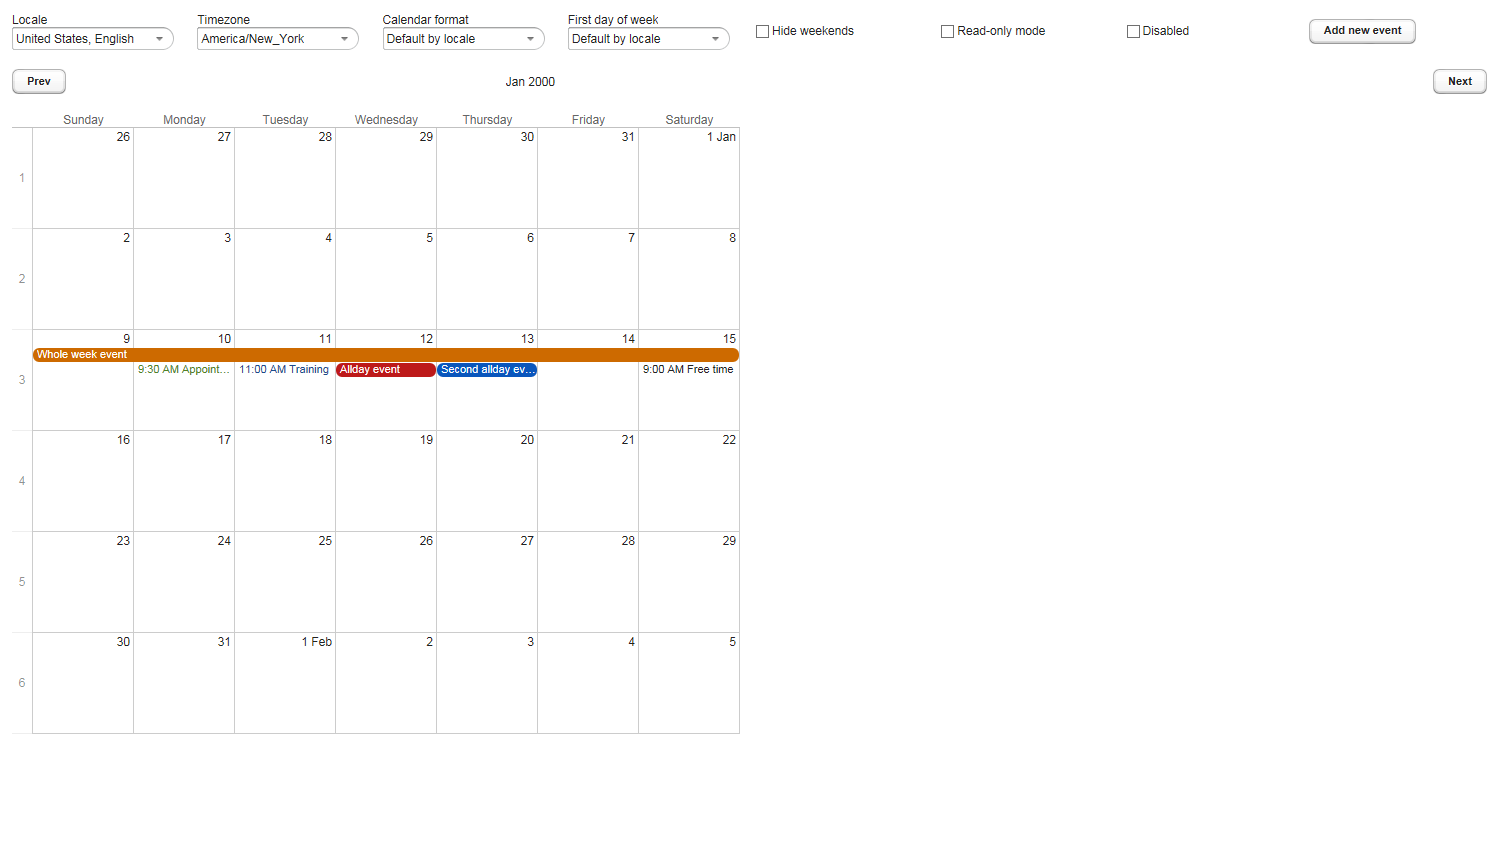 Locale Timezone Calendar format First day of week
United States, English America/New_York Default by locale Default by locale Hide weekends Read-only mode Disabled Add new event
Prev Jan 2000 Next
Sunday Monday Tuesday Wednesday Thursday Friday Saturday
26 27 28 29 30 31 1 Jan
1
2 3 4 5 6 7 8
2
9 10 11 12 13 14 15
Whole week event
9:30 AM Appoint... 11:00 AM Training Allday event Second allday ev... 9:00 AM Free time
3
16 17 18 19 20 21 22
4
23 24 25 26 27 28 29
5
30 31 1 Feb 2 3 4 5
6